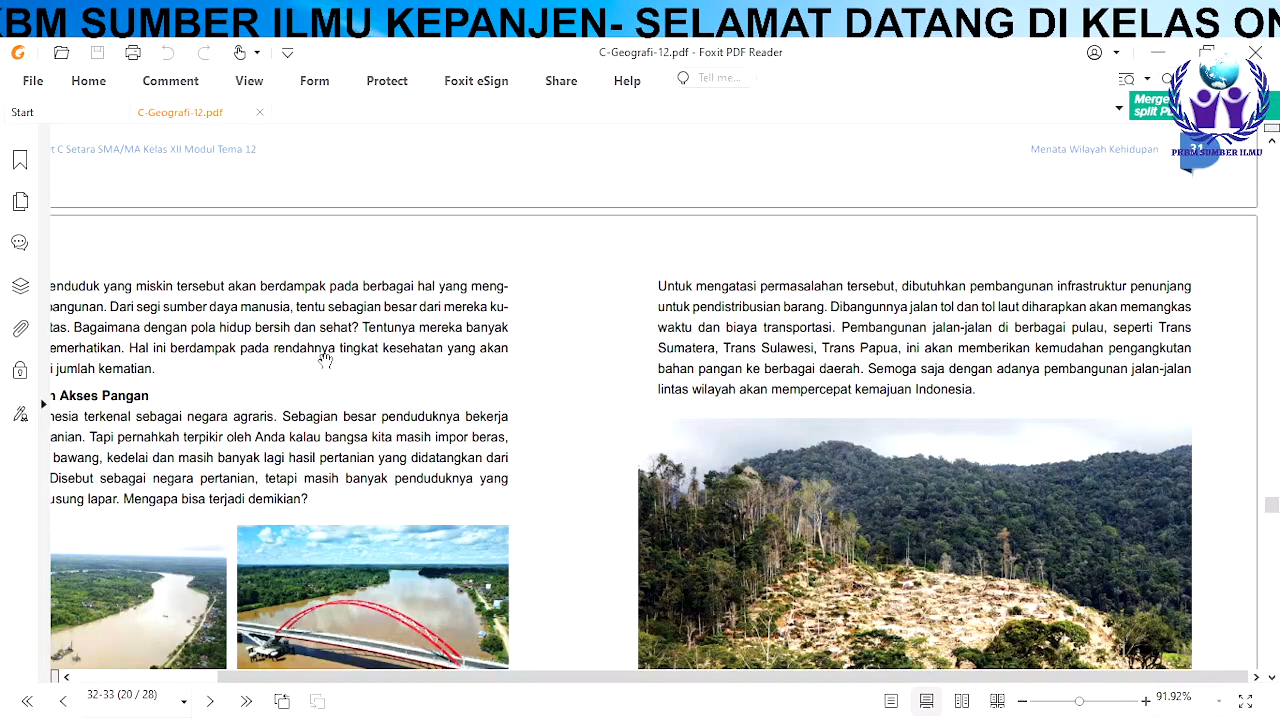 KBM SUMBER ILMU KEPANJEN- SELAMAT DATANG DI KELAS ON
C-Geografi-12.pdf - Foxit PDF Reader
File Home Comment View Form Protect Foxit eSign Share Help Tell me...
Start C-Geografi-12.pdf
Merge
split P
t C Setara SMA/MA Kelas XII Modul Tema 12
Menata Wilayah Kehidupan 31
PKBM SUMBER ILMU
enduduk yang miskin tersebut akan berdampak pada berbagai hal yang meng-
bangunan. Dari segi sumber daya manusia, tentu sebagian besar dari mereka ku-
tas. Bagaimana dengan pola hidup bersih dan sehat? Tentunya mereka banyak
emerhatikan. Hal ini berdampak pada rendahnya tingkat kesehatan yang akan
i jumlah kematian.
n Akses Pangan
nesia terkenal sebagai negara agraris. Sebagian besar penduduknya bekerja
anian. Tapi pernahkah terpikir oleh Anda kalau bangsa kita masih impor beras,
bawang, kedelai dan masih banyak lagi hasil pertanian yang didatangkan dari
Disebut sebagai negara pertanian, tetapi masih banyak penduduknya yang
usung lapar. Mengapa bisa terjadi demikian?
Untuk mengatasi permasalahan tersebut, dibutuhkan pembangunan infrastruktur penunjang
untuk pendistribusian barang. Dibangunnya jalan tol dan tol laut diharapkan akan memangkas
waktu dan biaya transportasi. Pembangunan jalan-jalan di berbagai pulau, seperti Trans
Sumatera, Trans Sulawesi, Trans Papua, ini akan memberikan kemudahan pengangkutan
bahan pangan ke berbagai daerah. Semoga saja dengan adanya pembangunan jalan-jalan
lintas wilayah akan mempercepat kemajuan Indonesia.
32-33 (20 / 28)
91.92%